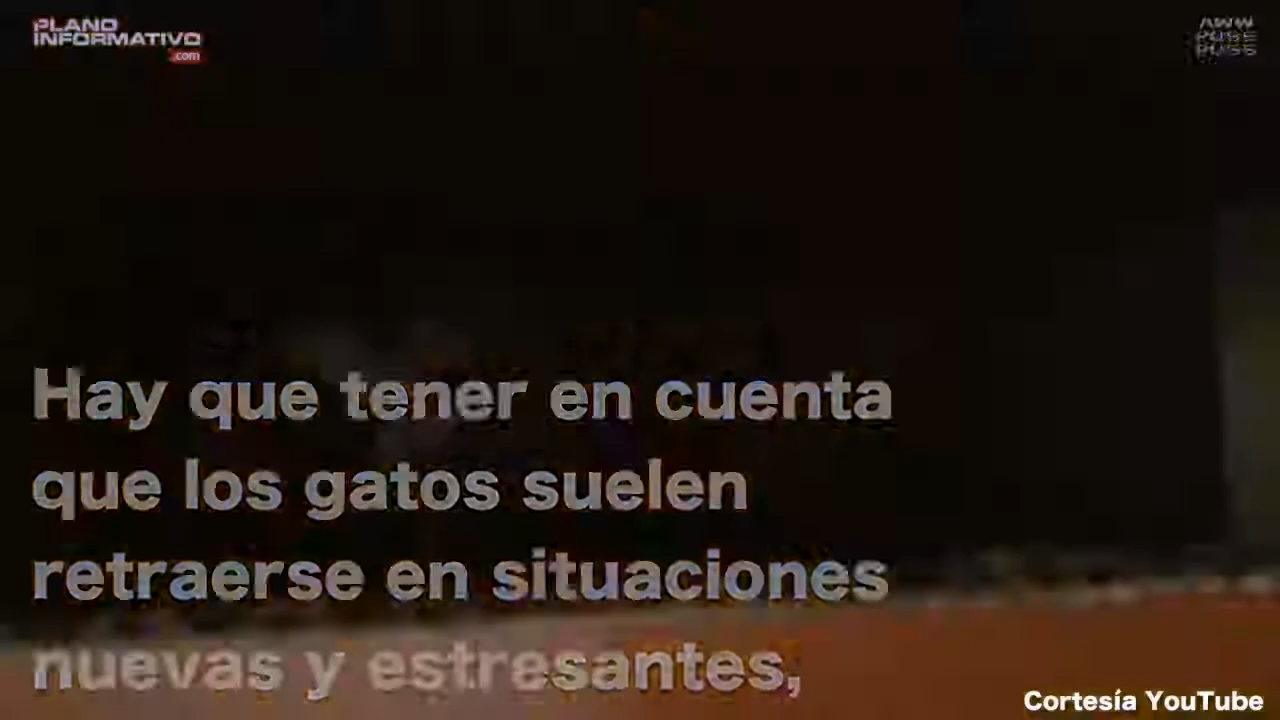 PLANO
INFORMATIVO
.com
Hay que tener en cuenta
que los gatos suelen
retraerse en situaciones
nuevas y estresantes,
Cortesía YouTube